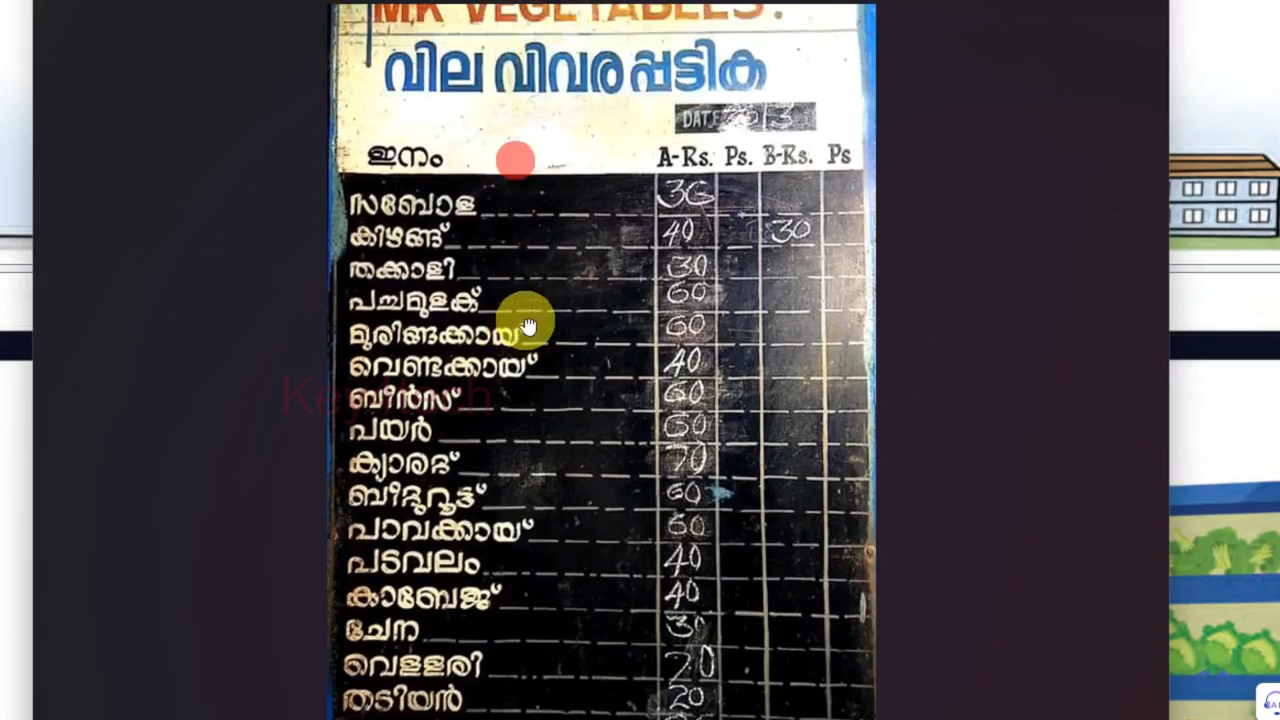 MK VEGETABLES.
വില വിവരപ്പട്ടിക
DATE
ഇനം A-Rs. Ps. B-Rs. Ps
സബോള 36
കിഴങ്ങ് 40 30
തക്കാളി 30
പച്ചമുളക് 60
മുരിങ്ങക്കായ് 60
വെണ്ടക്കായ് 40
ബീൻസ് 60
പയർ 60
ക്യാരറ്റ് 70
ബീറ്റുറൂട്ട് 60
പാവക്കായ് 60
പടവലം 40
കാബേജ് 40
ചേന 30
വെള്ളരി 20
തടിയൻ 20